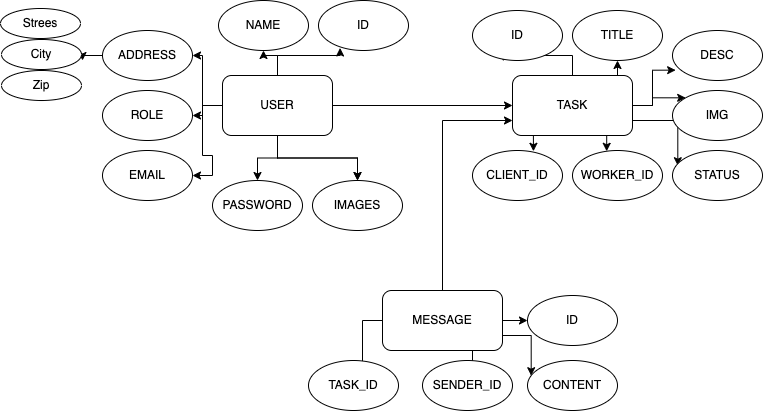 Strees
City
Zip
ADDRESS
ROLE
EMAIL
NAME
ID
USER
PASSWORD
IMAGES
ID
TITLE
DESC
TASK
IMG
CLIENT_ID
WORKER_ID
STATUS
MESSAGE
ID
TASK_ID
SENDER_ID
CONTENT